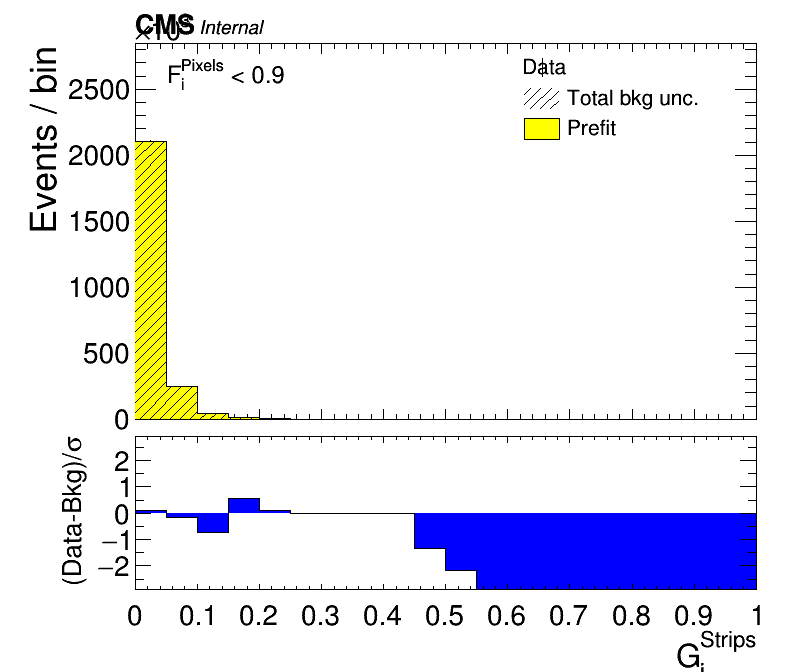 CMS Internal
×10³
F_i^Pixels < 0.9
Data
Total bkg unc.
Prefit
Events / bin
2500
2000
1500
1000
500
0
(Data-Bkg)/σ
2
1
0
−1
−2
0 0.1 0.2 0.3 0.4 0.5 0.6 0.7 0.8 0.9 1
G_i^Strips